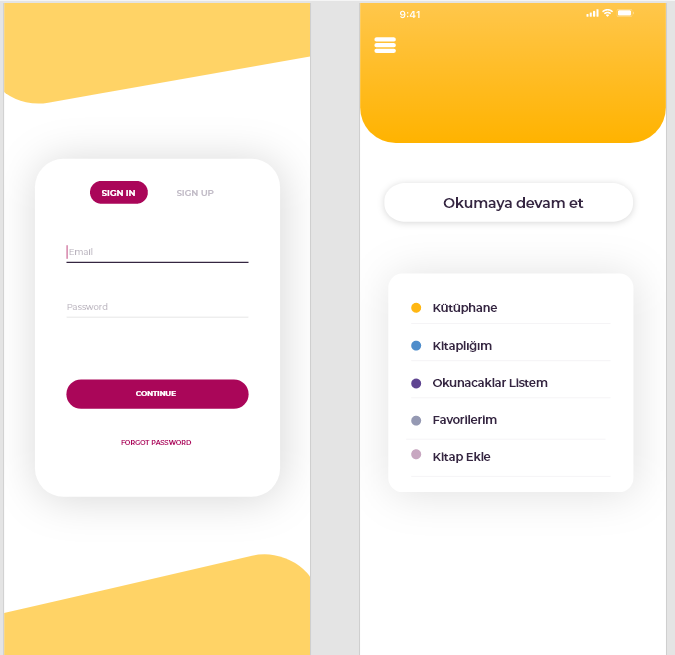 SIGN IN
SIGN UP
Email
Password
CONTINUE
FORGOT PASSWORD
9:41
Okumaya devam et
Kütüphane
Kitaplığım
Okunacaklar Listem
Favorilerim
Kitap Ekle